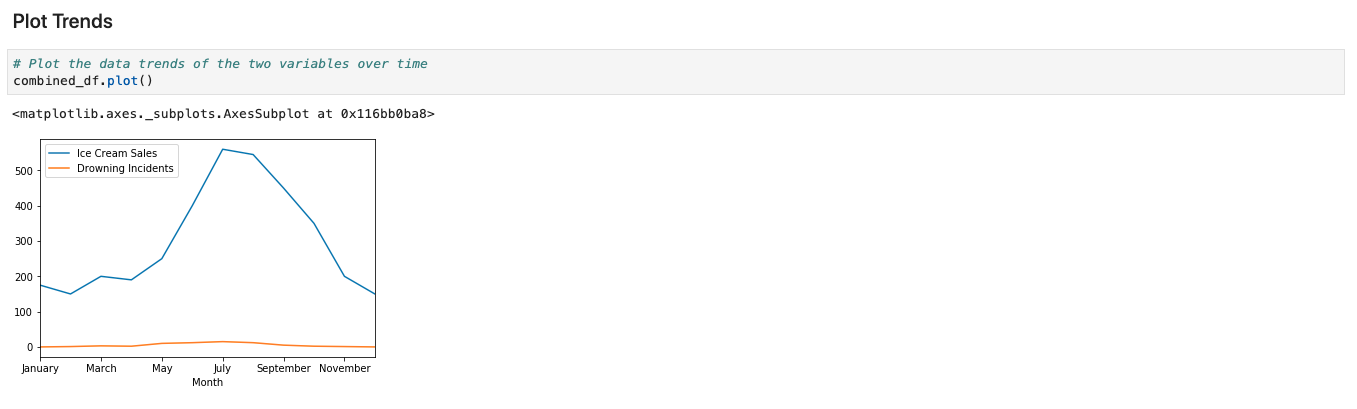 Plot Trends
# Plot the data trends of the two variables over time
combined_df.plot()
<matplotlib.axes._subplots.AxesSubplot at 0x116bb0ba8>
Ice Cream Sales
Drowning Incidents
500
400
300
200
100
0
January March May July September November
Month